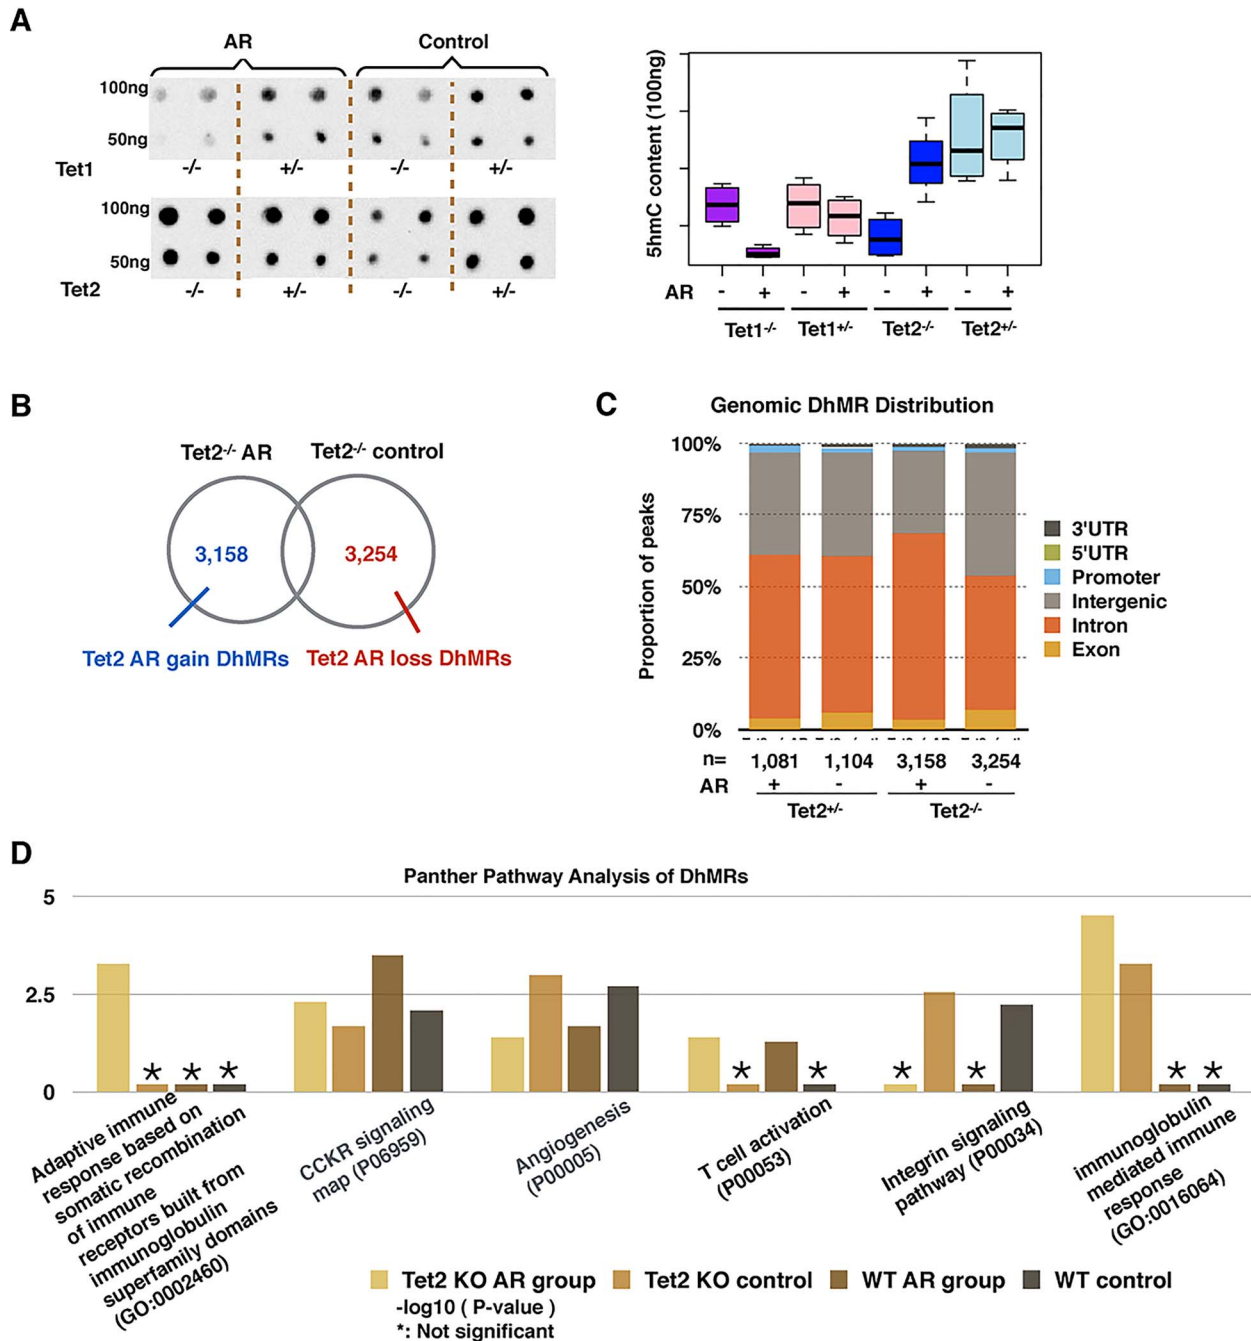 A
AR Control
100ng
50ng
Tet1 -/- +/- -/- +/-
100ng
50ng
Tet2 -/- +/- -/- +/-
5hmC content (100ng)
AR - + - + - + - +
Tet1-/- Tet1+/- Tet2-/- Tet2+/-
B
Tet2-/- AR Tet2-/- control
3,158 3,254
Tet2 AR gain DhMRs Tet2 AR loss DhMRs
C
Genomic DhMR Distribution
Proportion of peaks
100%
75%
50%
25%
0%
3'UTR
5'UTR
Promoter
Intergenic
Intron
Exon
n= 1,081 1,104 3,158 3,254
AR + - + -
Tet2+/- Tet2-/-
D
Panther Pathway Analysis of DhMRs
5
2.5
0
* * * * * * * * *
Adaptive immune
response based on
somatic recombination
of immune
receptors built from
immunoglobulin
superfamily domains
(GO:0002460)
CCKR signaling
map (P06959)
Angiogenesis
(P00005)
T cell activation
(P00053)
Integrin signaling
pathway (P00034)
immunoglobulin
mediated immune
response
(GO:0016064)
Tet2 KO AR group Tet2 KO control WT AR group WT control
-log10 ( P-value )
*: Not significant